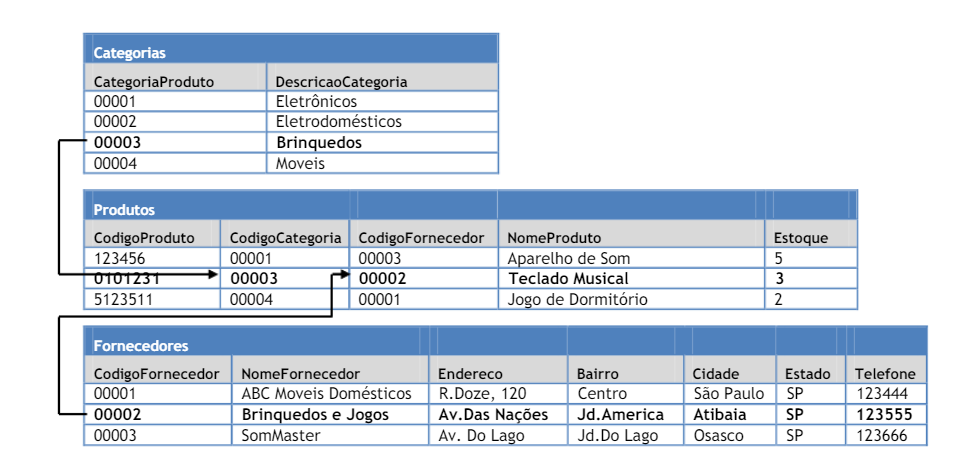 Categorias
CategoriaProduto DescricaoCategoria
00001 Eletrônicos
00002 Eletrodomésticos
00003 Brinquedos
00004 Moveis
Produtos
CodigoProduto CodigoCategoria CodigoFornecedor NomeProduto Estoque
123456 00001 00003 Aparelho de Som 5
0101231 00003 00002 Teclado Musical 3
5123511 00004 00001 Jogo de Dormitório 2
Fornecedores
CodigoFornecedor NomeFornecedor Endereco Bairro Cidade Estado Telefone
00001 ABC Moveis Domésticos R.Doze, 120 Centro São Paulo SP 123444
00002 Brinquedos e Jogos Av.Das Nações Jd.America Atibaia SP 123555
00003 SomMaster Av. Do Lago Jd.Do Lago Osasco SP 123666